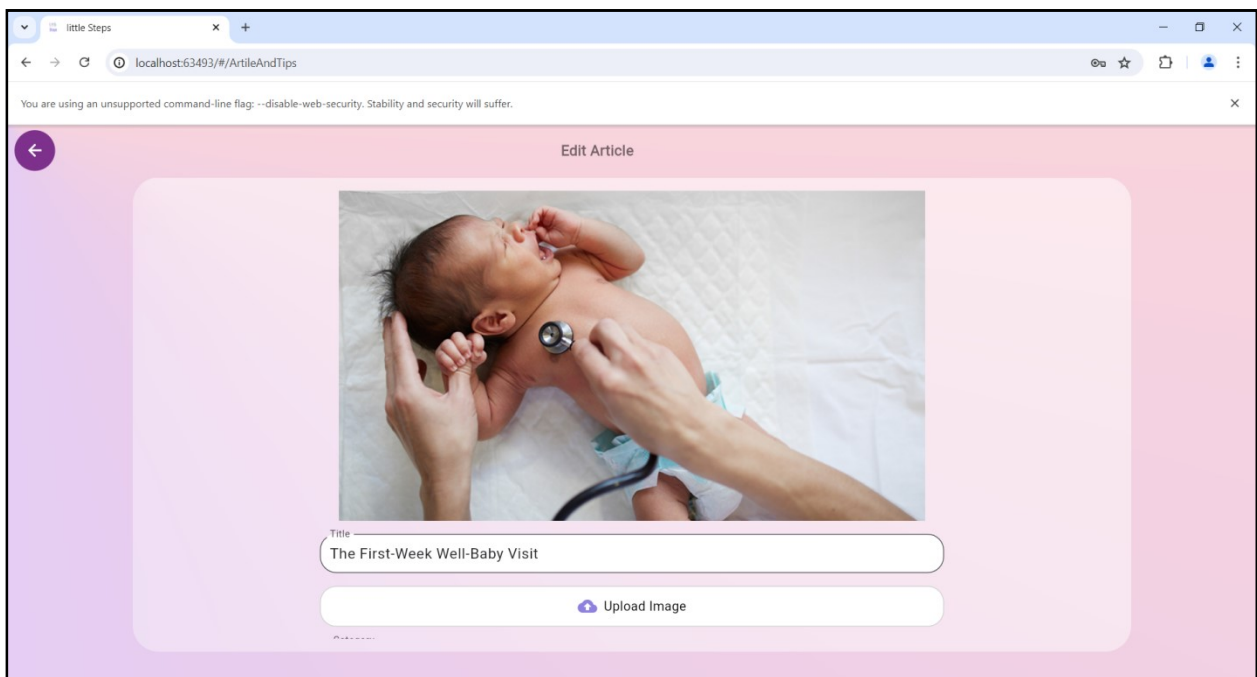 little Steps
localhost:63493/#/ArtileAndTips
You are using an unsupported command-line flag: --disable-web-security. Stability and security will suffer.
Edit Article
Title
The First-Week Well-Baby Visit
Upload Image
Category